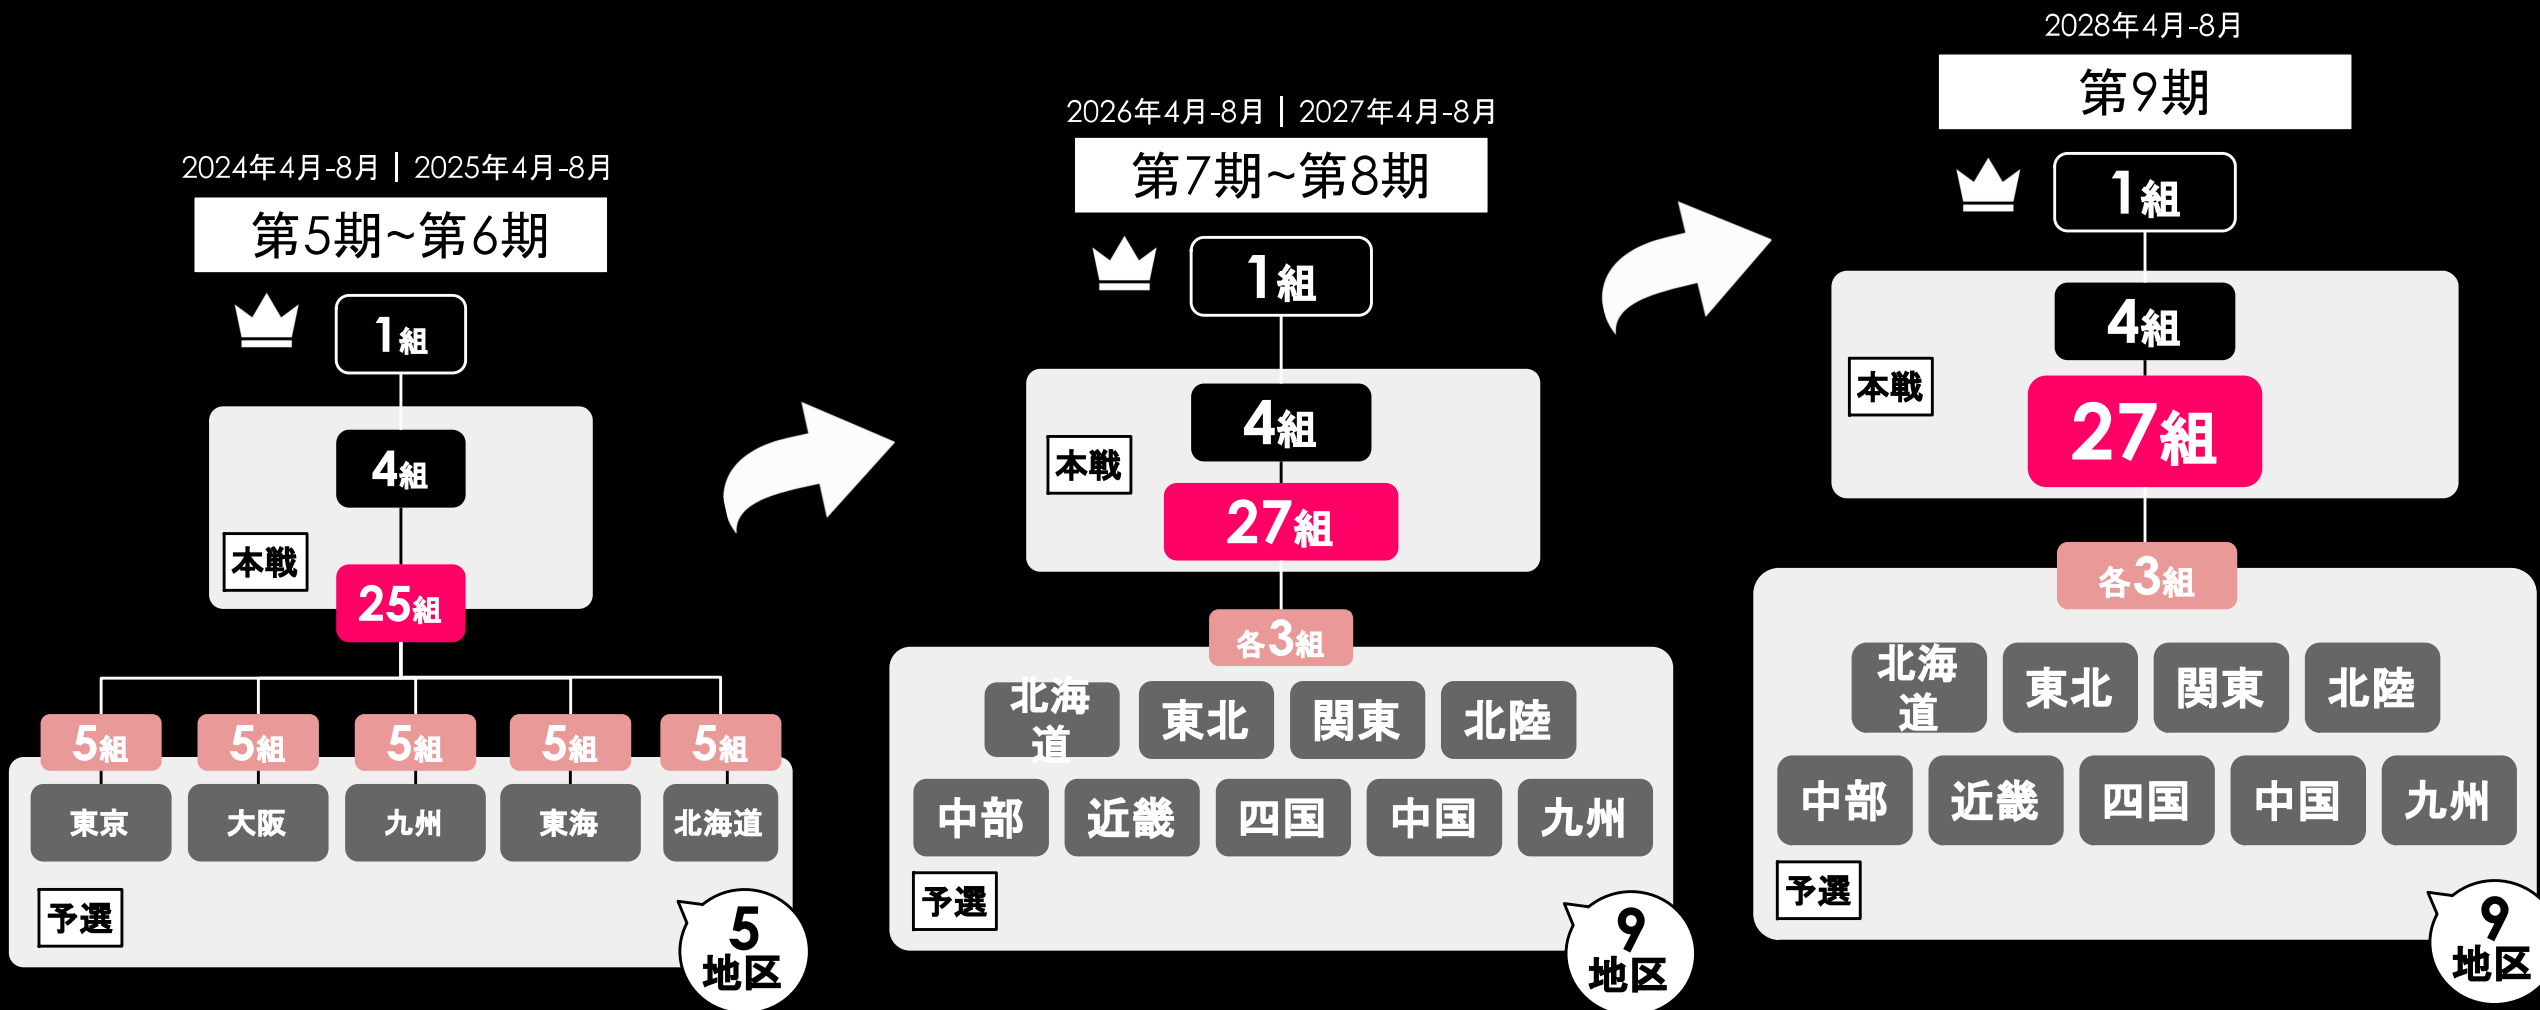 2024年4月-8月 | 2025年4月-8月
第5期~第6期
1組
4組
本戦
25組
5組 5組 5組 5組 5組
東京 大阪 九州 東海 北海道
予選
5
地区
2026年4月-8月 | 2027年4月-8月
第7期~第8期
1組
4組
本戦
27組
各3組
北海
道
東北 関東 北陸
中部 近畿 四国 中国 九州
予選
9
地区
2028年4月-8月
第9期
1組
4組
本戦
27組
各3組
北海
道
東北 関東 北陸
中部 近畿 四国 中国 九州
予選
9
地区